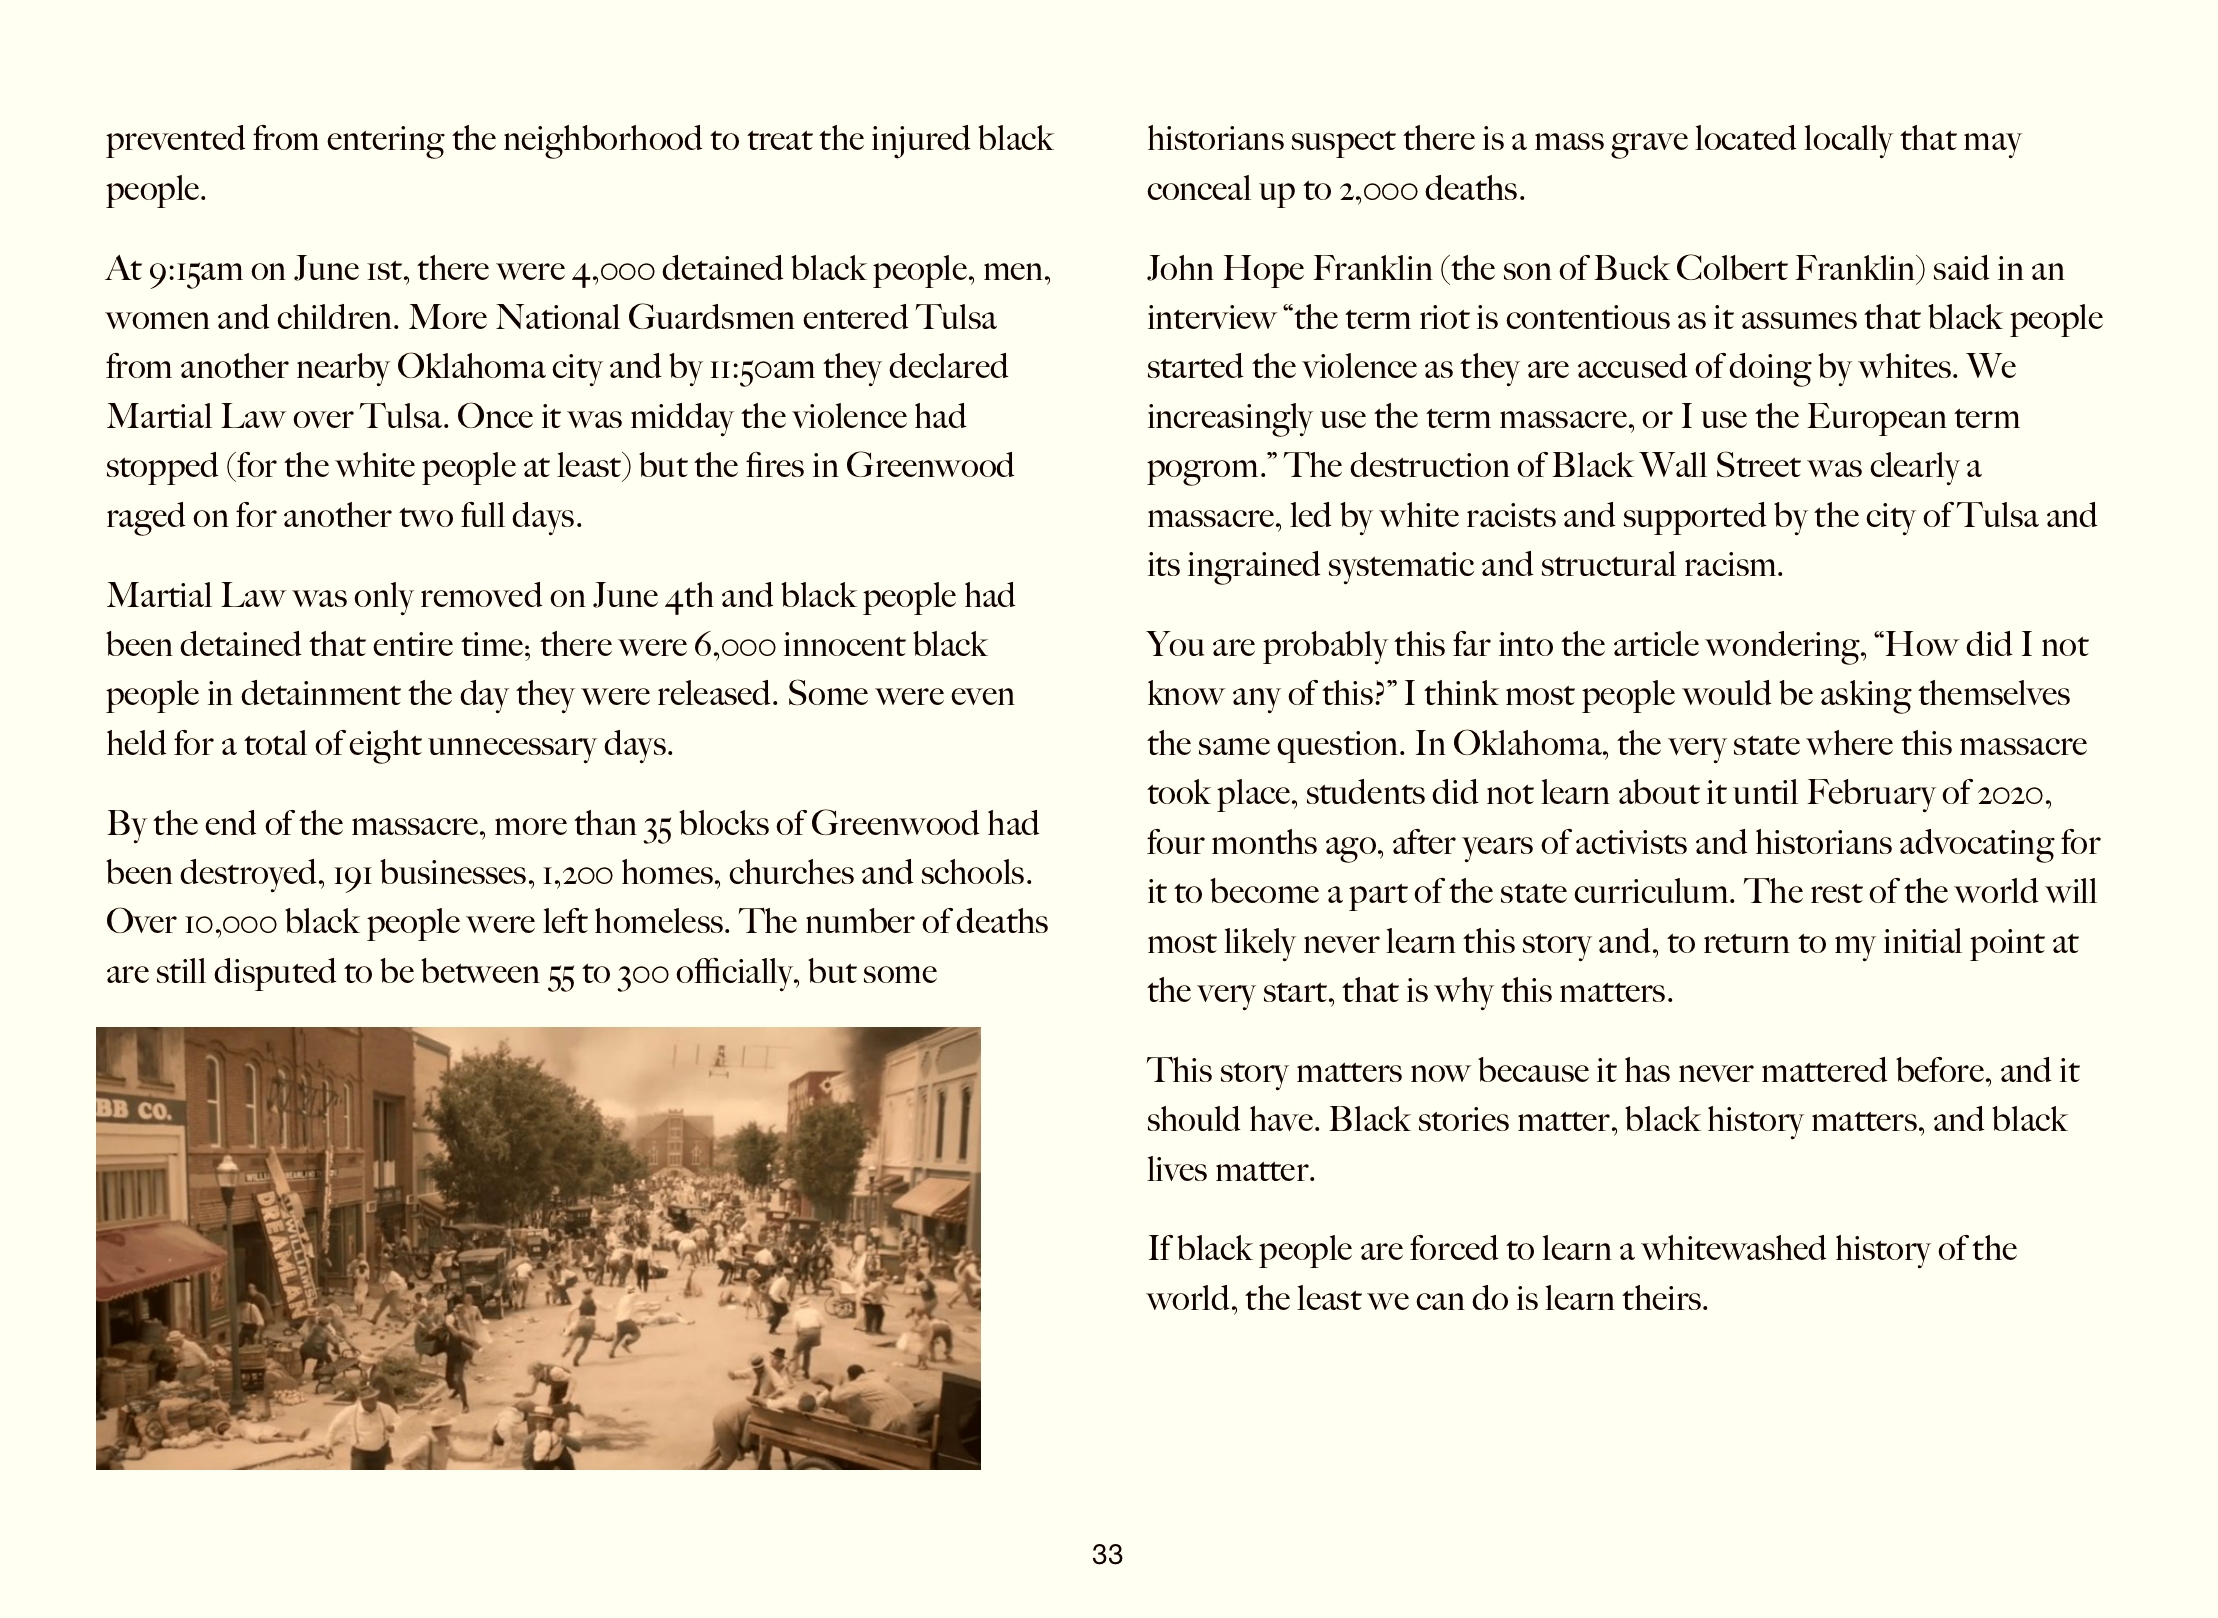 prevented from entering the neighborhood to treat the injured black
people.
At 9:15am on June 1st, there were 4,000 detained black people, men,
women and children. More National Guardsmen entered Tulsa
from another nearby Oklahoma city and by 11:50am they declared
Martial Law over Tulsa. Once it was midday the violence had
stopped (for the white people at least) but the fires in Greenwood
raged on for another two full days.
Martial Law was only removed on June 4th and black people had
been detained that entire time; there were 6,000 innocent black
people in detainment the day they were released. Some were even
held for a total of eight unnecessary days.
By the end of the massacre, more than 35 blocks of Greenwood had
been destroyed, 191 businesses, 1,200 homes, churches and schools.
Over 10,000 black people were left homeless. The number of deaths
are still disputed to be between 55 to 300 officially, but some
BB CO.
WILLIAMS
DREAMLAN
historians suspect there is a mass grave located locally that may
conceal up to 2,000 deaths.
John Hope Franklin (the son of Buck Colbert Franklin) said in an
interview “the term riot is contentious as it assumes that black people
started the violence as they are accused of doing by whites. We
increasingly use the term massacre, or I use the European term
pogrom.” The destruction of Black Wall Street was clearly a
massacre, led by white racists and supported by the city of Tulsa and
its ingrained systematic and structural racism.
You are probably this far into the article wondering, “How did I not
know any of this?” I think most people would be asking themselves
the same question. In Oklahoma, the very state where this massacre
took place, students did not learn about it until February of 2020,
four months ago, after years of activists and historians advocating for
it to become a part of the state curriculum. The rest of the world will
most likely never learn this story and, to return to my initial point at
the very start, that is why this matters.
This story matters now because it has never mattered before, and it
should have. Black stories matter, black history matters, and black
lives matter.
If black people are forced to learn a whitewashed history of the
world, the least we can do is learn theirs.
33